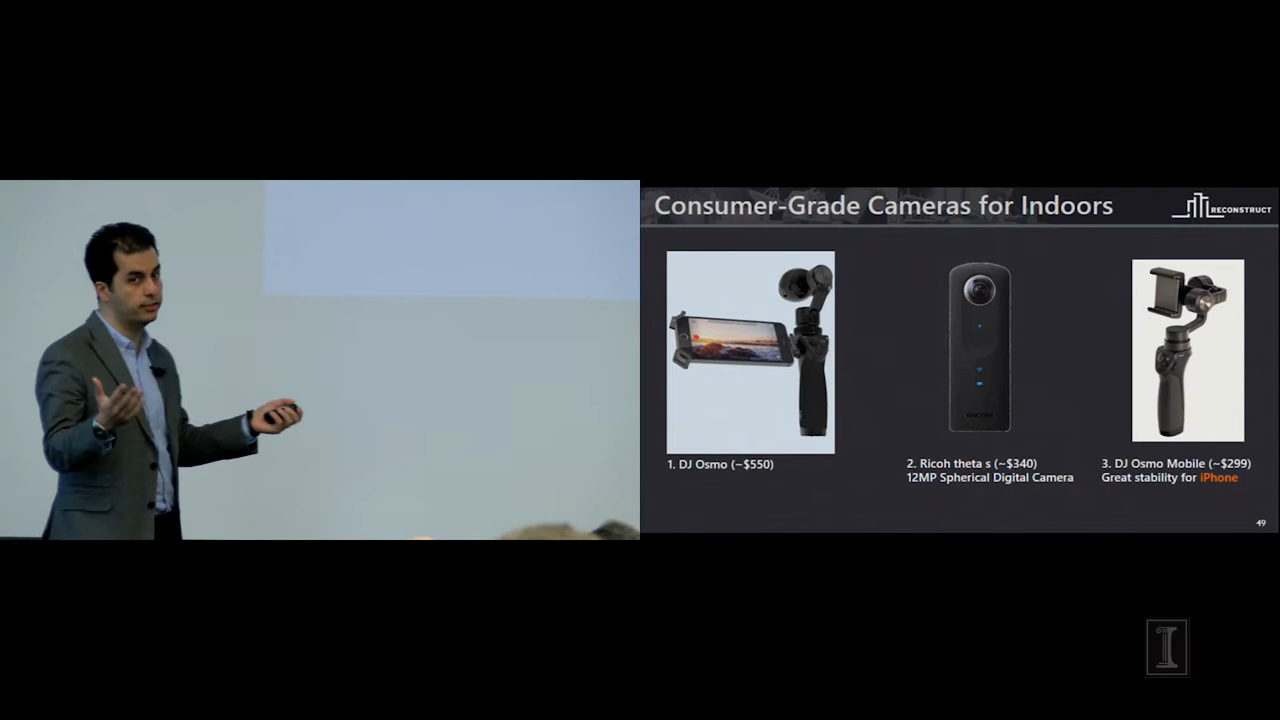 Consumer-Grade Cameras for Indoors
RECONSTRUCT
RICOH
1. DJ Osmo (~$550)
2. Ricoh theta s (~$340)
12MP Spherical Digital Camera
3. DJ Osmo Mobile (~$299)
Great stability for iPhone
49